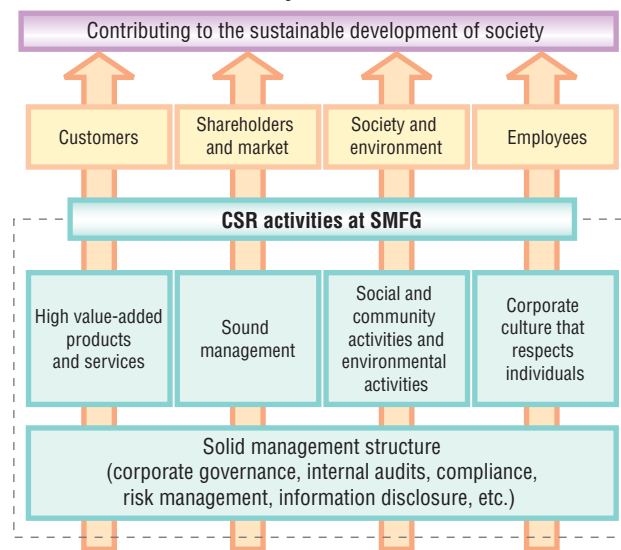 Contributing to the sustainable development of society
Customers
Shareholders
and market
Society and
environment
Employees
CSR activities at SMFG
High value-added
products
and services
Sound
management
Social and
community
activities and
environmental
activities
Corporate
culture that
respects
individuals
Solid management structure
(corporate governance, internal audits, compliance,
risk management, information disclosure, etc.)